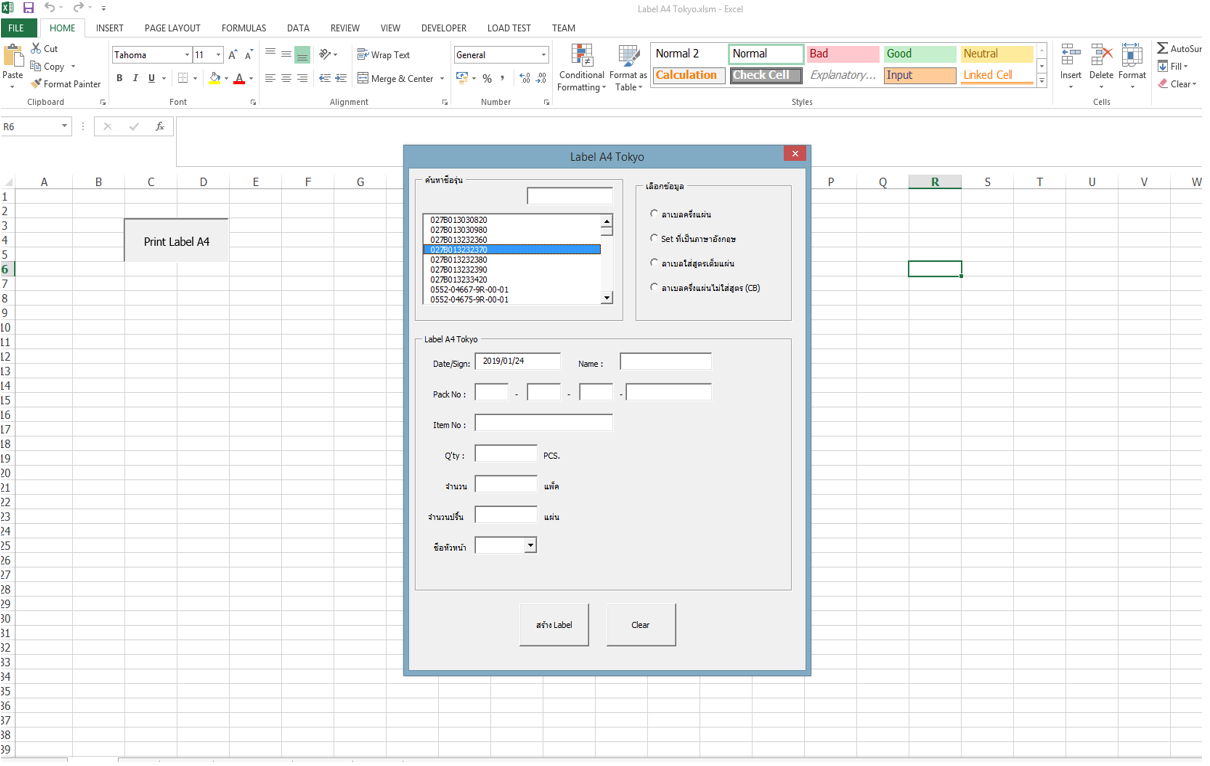 Label A4 Tokyo.xlsm - Excel
FILE HOME INSERT PAGE LAYOUT FORMULAS DATA REVIEW VIEW DEVELOPER LOAD TEST TEAM
Paste Cut
Copy
Format Painter
Clipboard
Tahoma 11
B I U
Font
Wrap Text
Merge & Center
Alignment
General
Number
Conditional Formatting
Format as Table
Normal 2 Normal Bad Good Neutral
Calculation Check Cell Explanatory... Input Linked Cell
Styles
Insert Delete Format
Cells
AutoSur
Fill
Clear
R6 fx
A B C D E F G P Q R S T U V W
1
2
3
4
5
6
7
8
9
10
11
12
13
14
15
16
17
18
19
20
21
22
23
24
25
26
27
28
29
30
31
32
33
34
35
36
37
38
39
Print Label A4
Label A4 Tokyo
ค้นหาชื่อรุ่น
027B013030820
027B013030980
027B013232360
027B013232370
027B013232380
027B013232390
027B013233420
0552-04667-9R-00-01
0552-04675-9R-00-01
เลือกข้อมูล
ลาเบลครึ่งแผ่น
Set ที่เป็นภาษาอังกฤษ
ลาเบลใส่สูตรเต็มแผ่น
ลาเบลครึ่งแผ่นไม่ใส่สูตร (CB)
Label A4 Tokyo
Date/Sign: 2019/01/24 Name :
Pack No : - - -
Item No :
Q'ty : PCS.
จำนวน แพ็ค
จำนวนปริ้น แผ่น
ชื่อหัวหน้า
สร้าง Label Clear